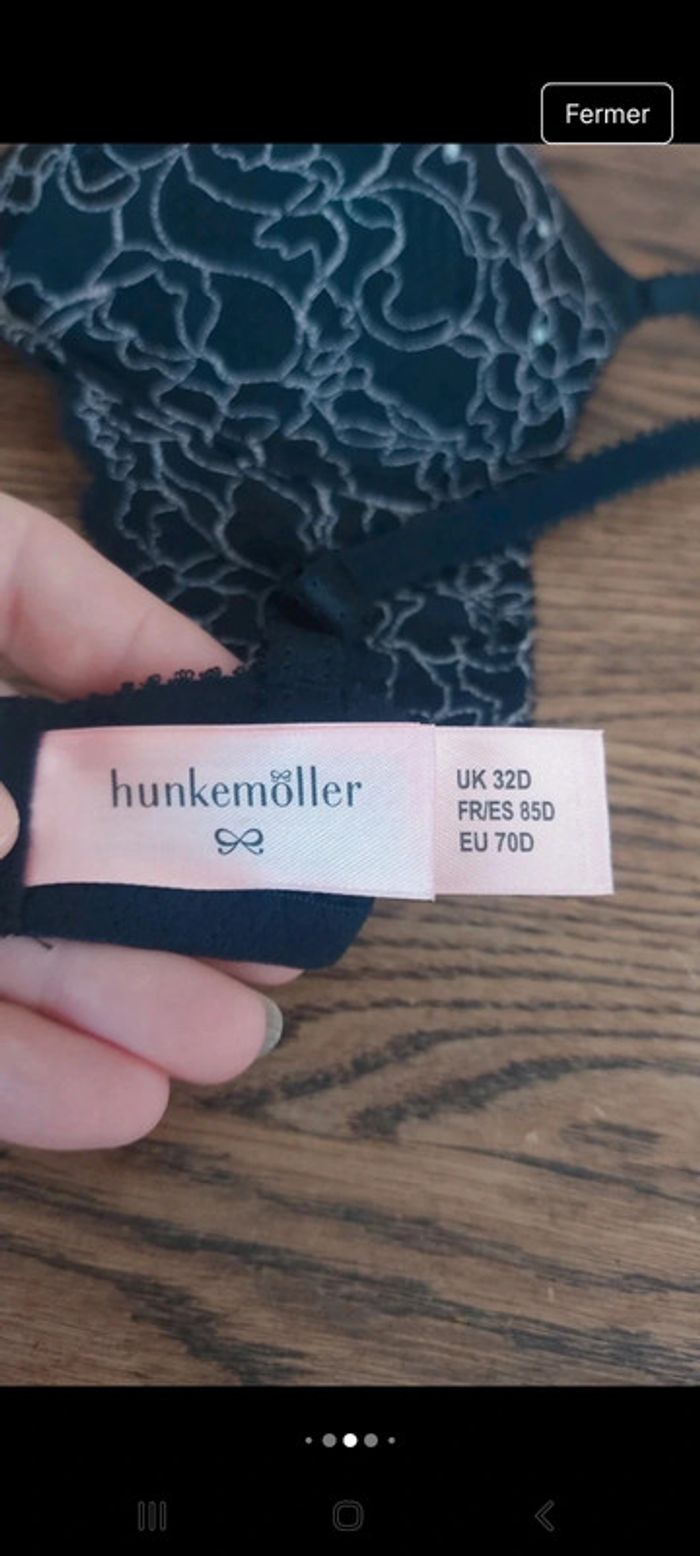 Fermer
hunkemöller
UK 32D
FR/ES 85D
EU 70D